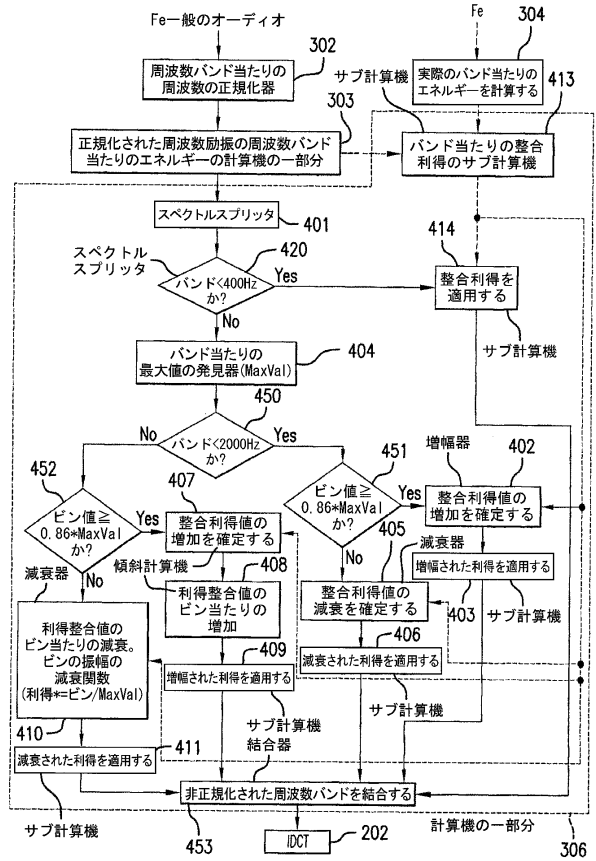 Fe一般のオーディオ
Fe
302
304
周波数バンド当たりの
周波数の正規化器
サブ計算機
実際のバンド当たりの
エネルギーを計算する
413
303
正規化された周波数励振の周波数バンド
当たりのエネルギーの計算機の一部分
バンド当たりの整合
利得のサブ計算機
スペクトルスプリッタ
401
スペクトル
スプリッタ
420
バンド<400Hz
か?
Yes
No
414
整合利得を
適用する
サブ計算機
バンド当たりの
最大値の発見器(MaxVal)
404
450
バンド<2000Hz
か?
No
Yes
452
ビン値≧
0.86*MaxVal
か?
Yes
No
407
整合利得値の
増加を確定する
451
ビン値≧
0.86*MaxVal
か?
Yes
No
増幅器
402
整合利得値の
増加を確定する
傾斜計算機
408
利得整合値の
ビン当たりの
増加
405
減衰器
整合利得値の
減衰を確定する
増幅された利得を適用する
403
サブ計算機
減衰器
利得整合値の
ビン当たりの減衰。
ビンの振幅の
減衰関数
(利得*=ビン/MaxVal)
410
409
増幅された利得を適用する
サブ計算機
406
減衰された利得を適用する
サブ計算機
411
減衰された利得を適用する
サブ計算機
結合器
非正規化された周波数バンドを結合する
453
計算機の一部分
306
IDCT
202